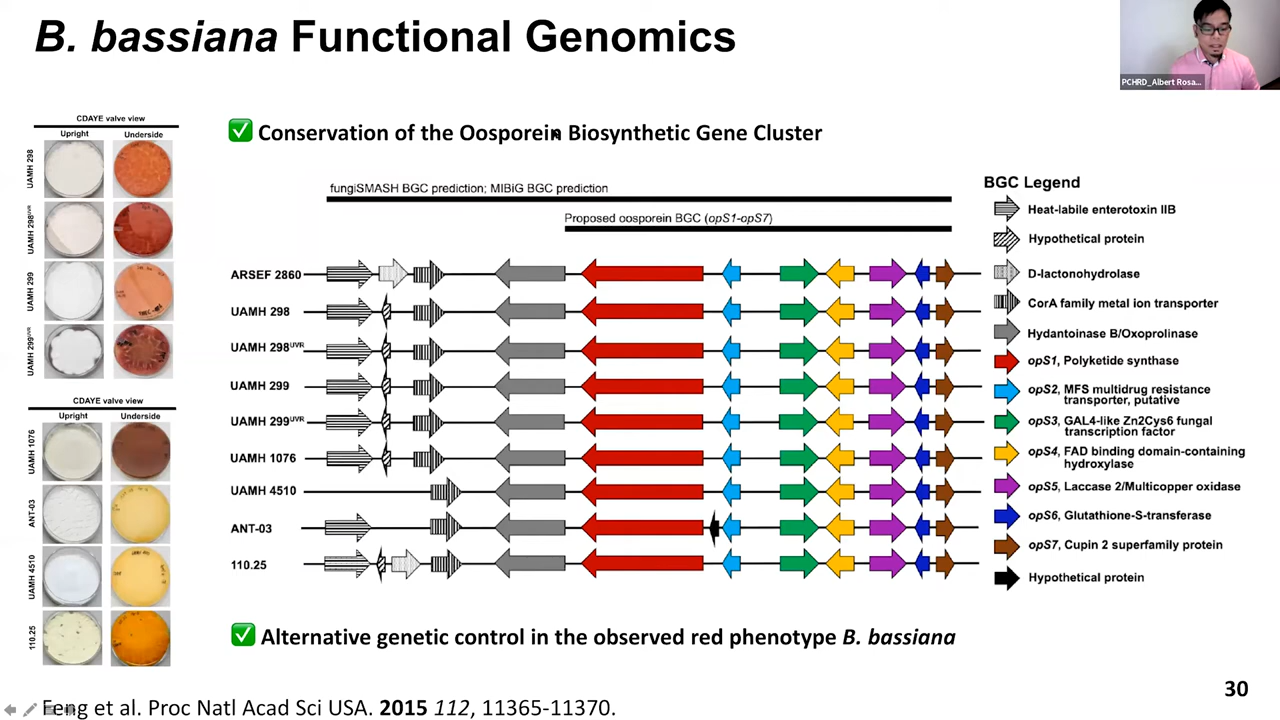 B. bassiana Functional Genomics
PCHRD_Albert Rosa...
CDAYE valve view
Upright Underside
UAMH 298
UAMH 298UVR
UAMH 299
UAMH 299UVR
CDAYE valve view
Upright Underside
UAMH 1076
ANT-03
UAMH 4510
110.25
✅ Conservation of the Oosporein Biosynthetic Gene Cluster
fungiSMASH BGC prediction; MIBiG BGC prediction
Proposed oosporein BGC (opS1-opS7)
ARSEF 2860
UAMH 298
UAMH 298UVR
UAMH 299
UAMH 299UVR
UAMH 1076
UAMH 4510
ANT-03
110.25
BGC Legend
Heat-labile enterotoxin IIB
Hypothetical protein
D-lactonohydrolase
CorA family metal ion transporter
Hydantoinase B/Oxoprolinase
opS1, Polyketide synthase
opS2, MFS multidrug resistance
transporter, putative
opS3, GAL4-like Zn2Cys6 fungal
transcription factor
opS4, FAD binding domain-containing
hydroxylase
opS5, Laccase 2/Multicopper oxidase
opS6, Glutathione-S-transferase
opS7, Cupin 2 superfamily protein
Hypothetical protein
✅ Alternative genetic control in the observed red phenotype B. bassiana
30
Feng et al. Proc Natl Acad Sci USA. 2015 112, 11365-11370.